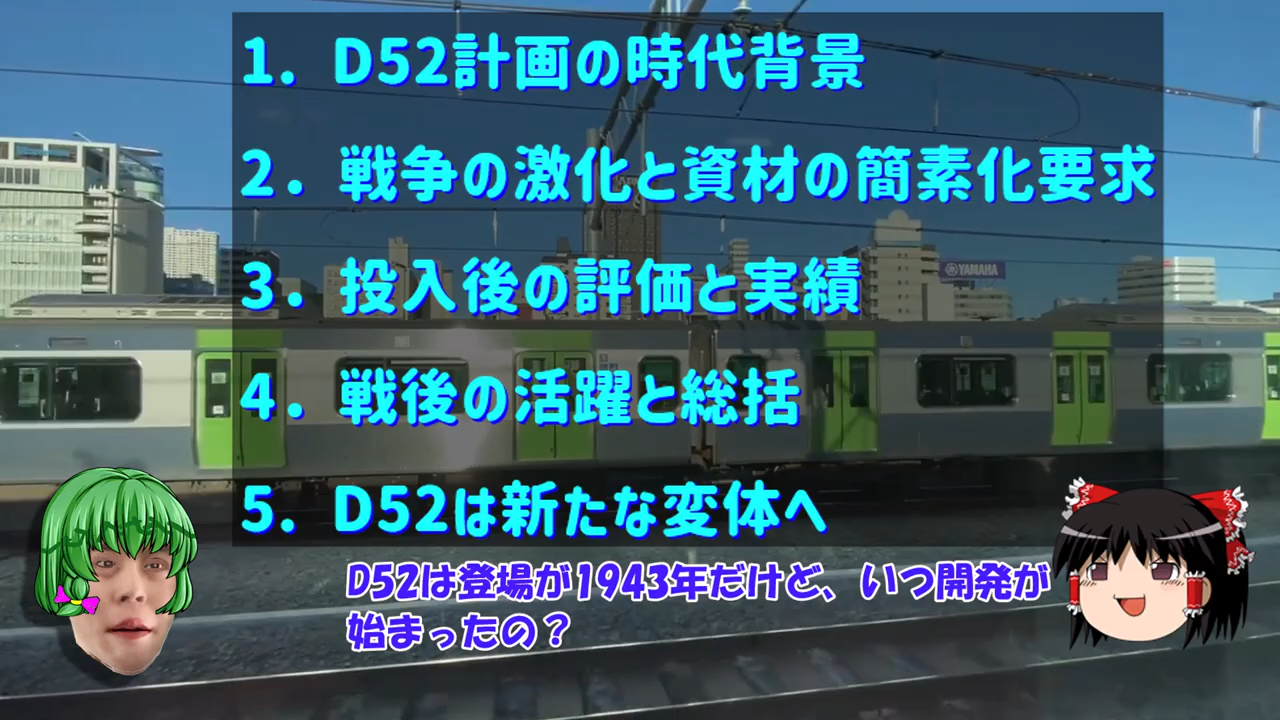 1. D52計画の時代背景
2. 戦争の激化と資材の簡素化要求
3. 投入後の評価と実績
4. 戦後の活躍と総括
5. D52は新たな変体へ
YAMAHA
D52は登場が1943年だけど、いつ開発が
始まったの？